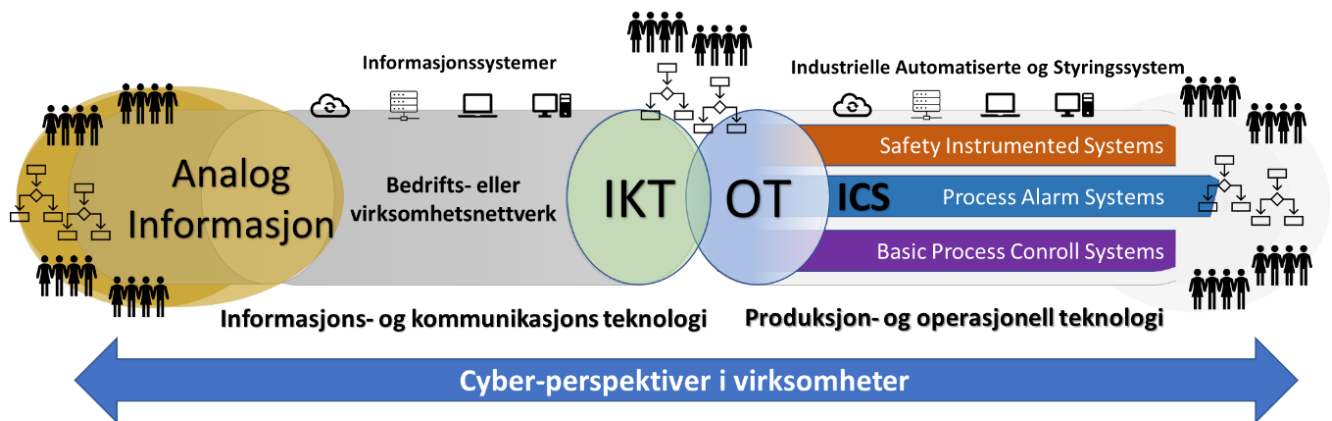 Informasjonssystemer
Industrielle Automatiserte og Styringssystem
Analog
Informasjon
Bedrifts- eller
virksomhetsnettverk
IKT
OT
ICS
Safety Instrumented Systems
Process Alarm Systems
Basic Process Conroll Systems
Informasjons- og kommunikasjons teknologi
Produksjon- og operasjonell teknologi
Cyber-perspektiver i virksomheter